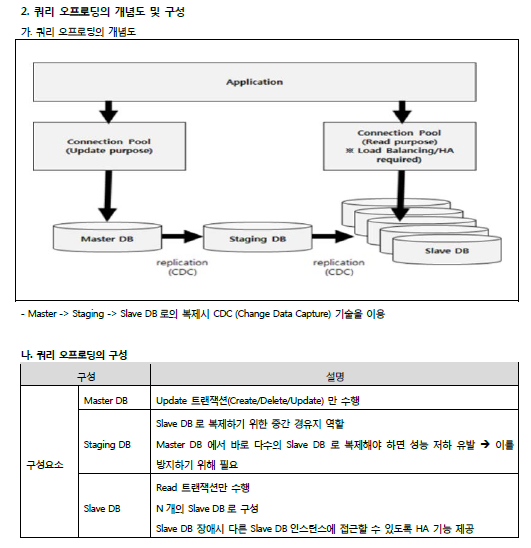 2. 쿼리 오프로딩의 개념도 및 구성
가. 쿼리 오프로딩의 개념도
Application
Connection Pool
(Update purpose)
Connection Pool
(Read purpose)
※ Load Balancing/HA
required)
Master DB
Staging DB
Slave DB
replication
(CDC)
replication
(CDC)
- Master -> Staging -> Slave DB 로의 복제시 CDC (Change Data Capture) 기술을 이용
나. 쿼리 오프로딩의 구성
구성 설명
구성요소
Master DB Update 트랜잭션(Create/Delete/Update) 만 수행
Staging DB
Slave DB 로 복제하기 위한 중간 경유지 역할
Master DB 에서 바로 다수의 Slave DB 로 복제해야 하면 성능 저하 유발 → 이를
방지하기 위해 필요
Slave DB
Read 트랜잭션만 수행
N 개의 Slave DB 로 구성
Slave DB 장애시 다른 Slave DB 인스턴스에 접근할 수 있도록 HA 기능 제공